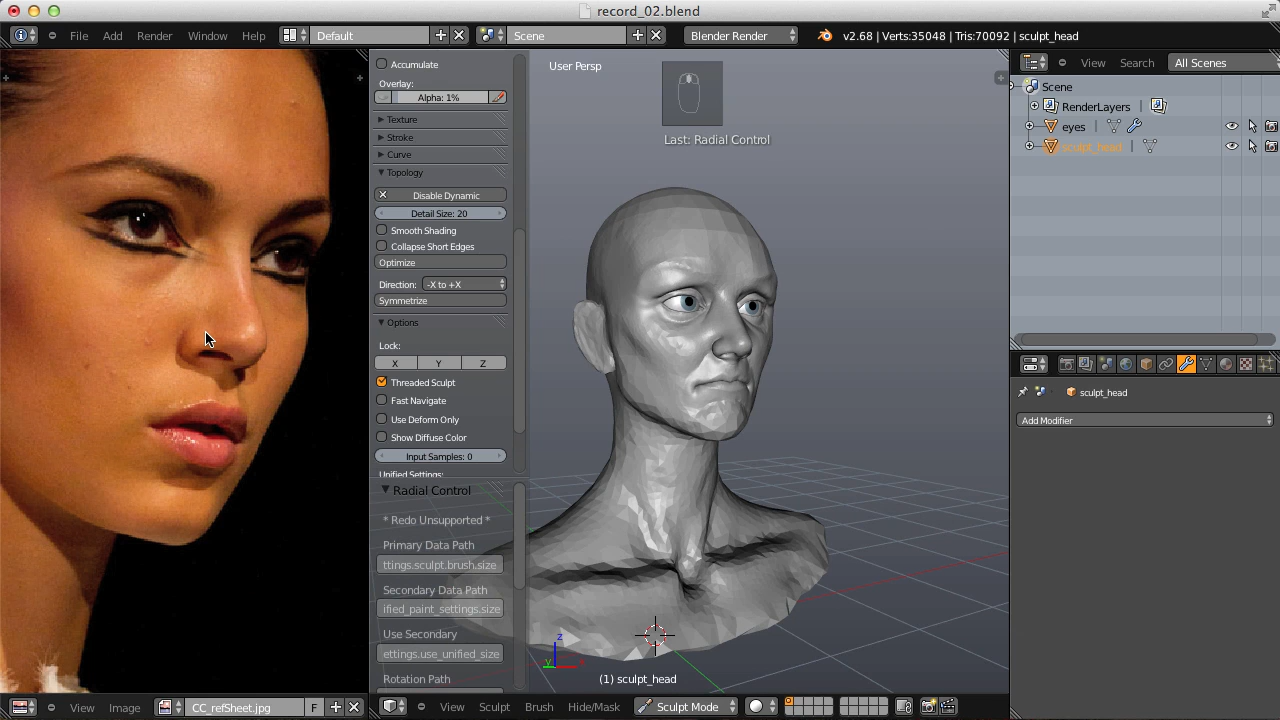 record_02.blend
File Add Render Window Help
Default
Scene
Blender Render
v2.68 | Verts:35048 | Tris:70092 | sculpt_head
Accumulate
Overlay:
Alpha: 1%
Texture
Stroke
Curve
Topology
Disable Dynamic
Detail Size: 20
Smooth Shading
Collapse Short Edges
Optimize
Direction: -X to +X
Symmetrize
Options
Lock:
X Y Z
Threaded Sculpt
Fast Navigate
Use Deform Only
Show Diffuse Color
Input Samples: 0
Unified Settings:
Radial Control
* Redo Unsupported *
Primary Data Path
ttings.sculpt.brush.size
Secondary Data Path
ified_paint_settings.size
Use Secondary
ettings.use_unified_size
Rotation Path
User Persp
Last: Radial Control
z
y x
(1) sculpt_head
View Search All Scenes
Scene
RenderLayers |
eyes |
sculpt_head |
sculpt_head
Add Modifier
View Image CC_refSheet.jpg F
View Sculpt Brush Hide/Mask Sculpt Mode